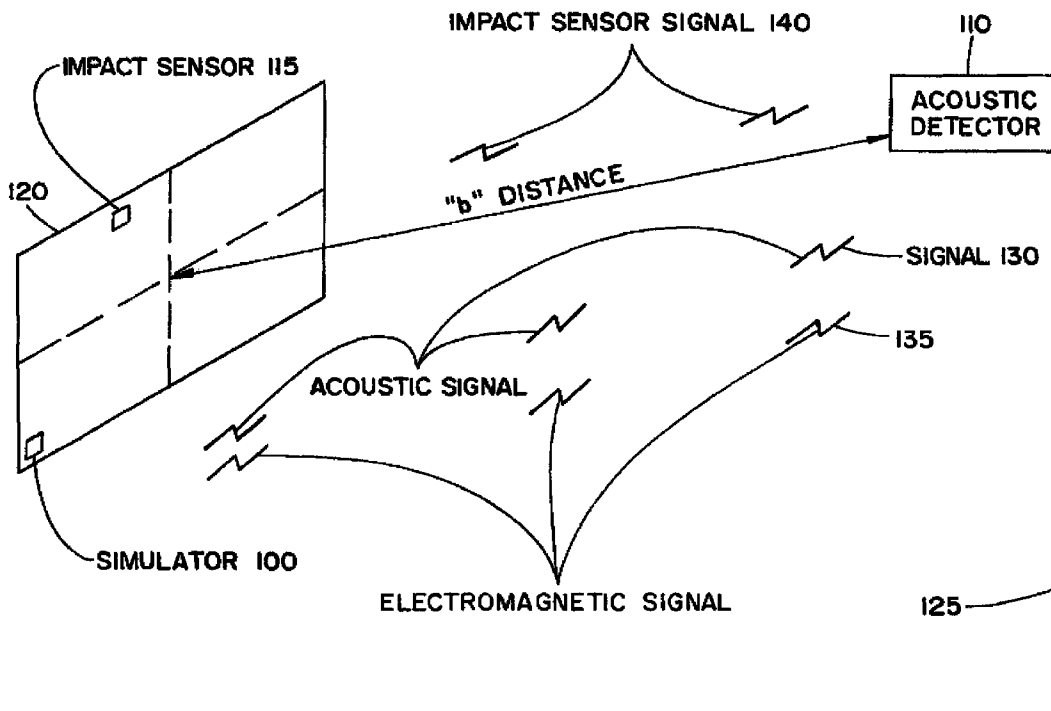 IMPACT SENSOR SIGNAL 140
110
IMPACT SENSOR 115
ACOUSTIC
DETECTOR
120
"b" DISTANCE
SIGNAL 130
135
ACOUSTIC SIGNAL
SIMULATOR 100
ELECTROMAGNETIC SIGNAL
125